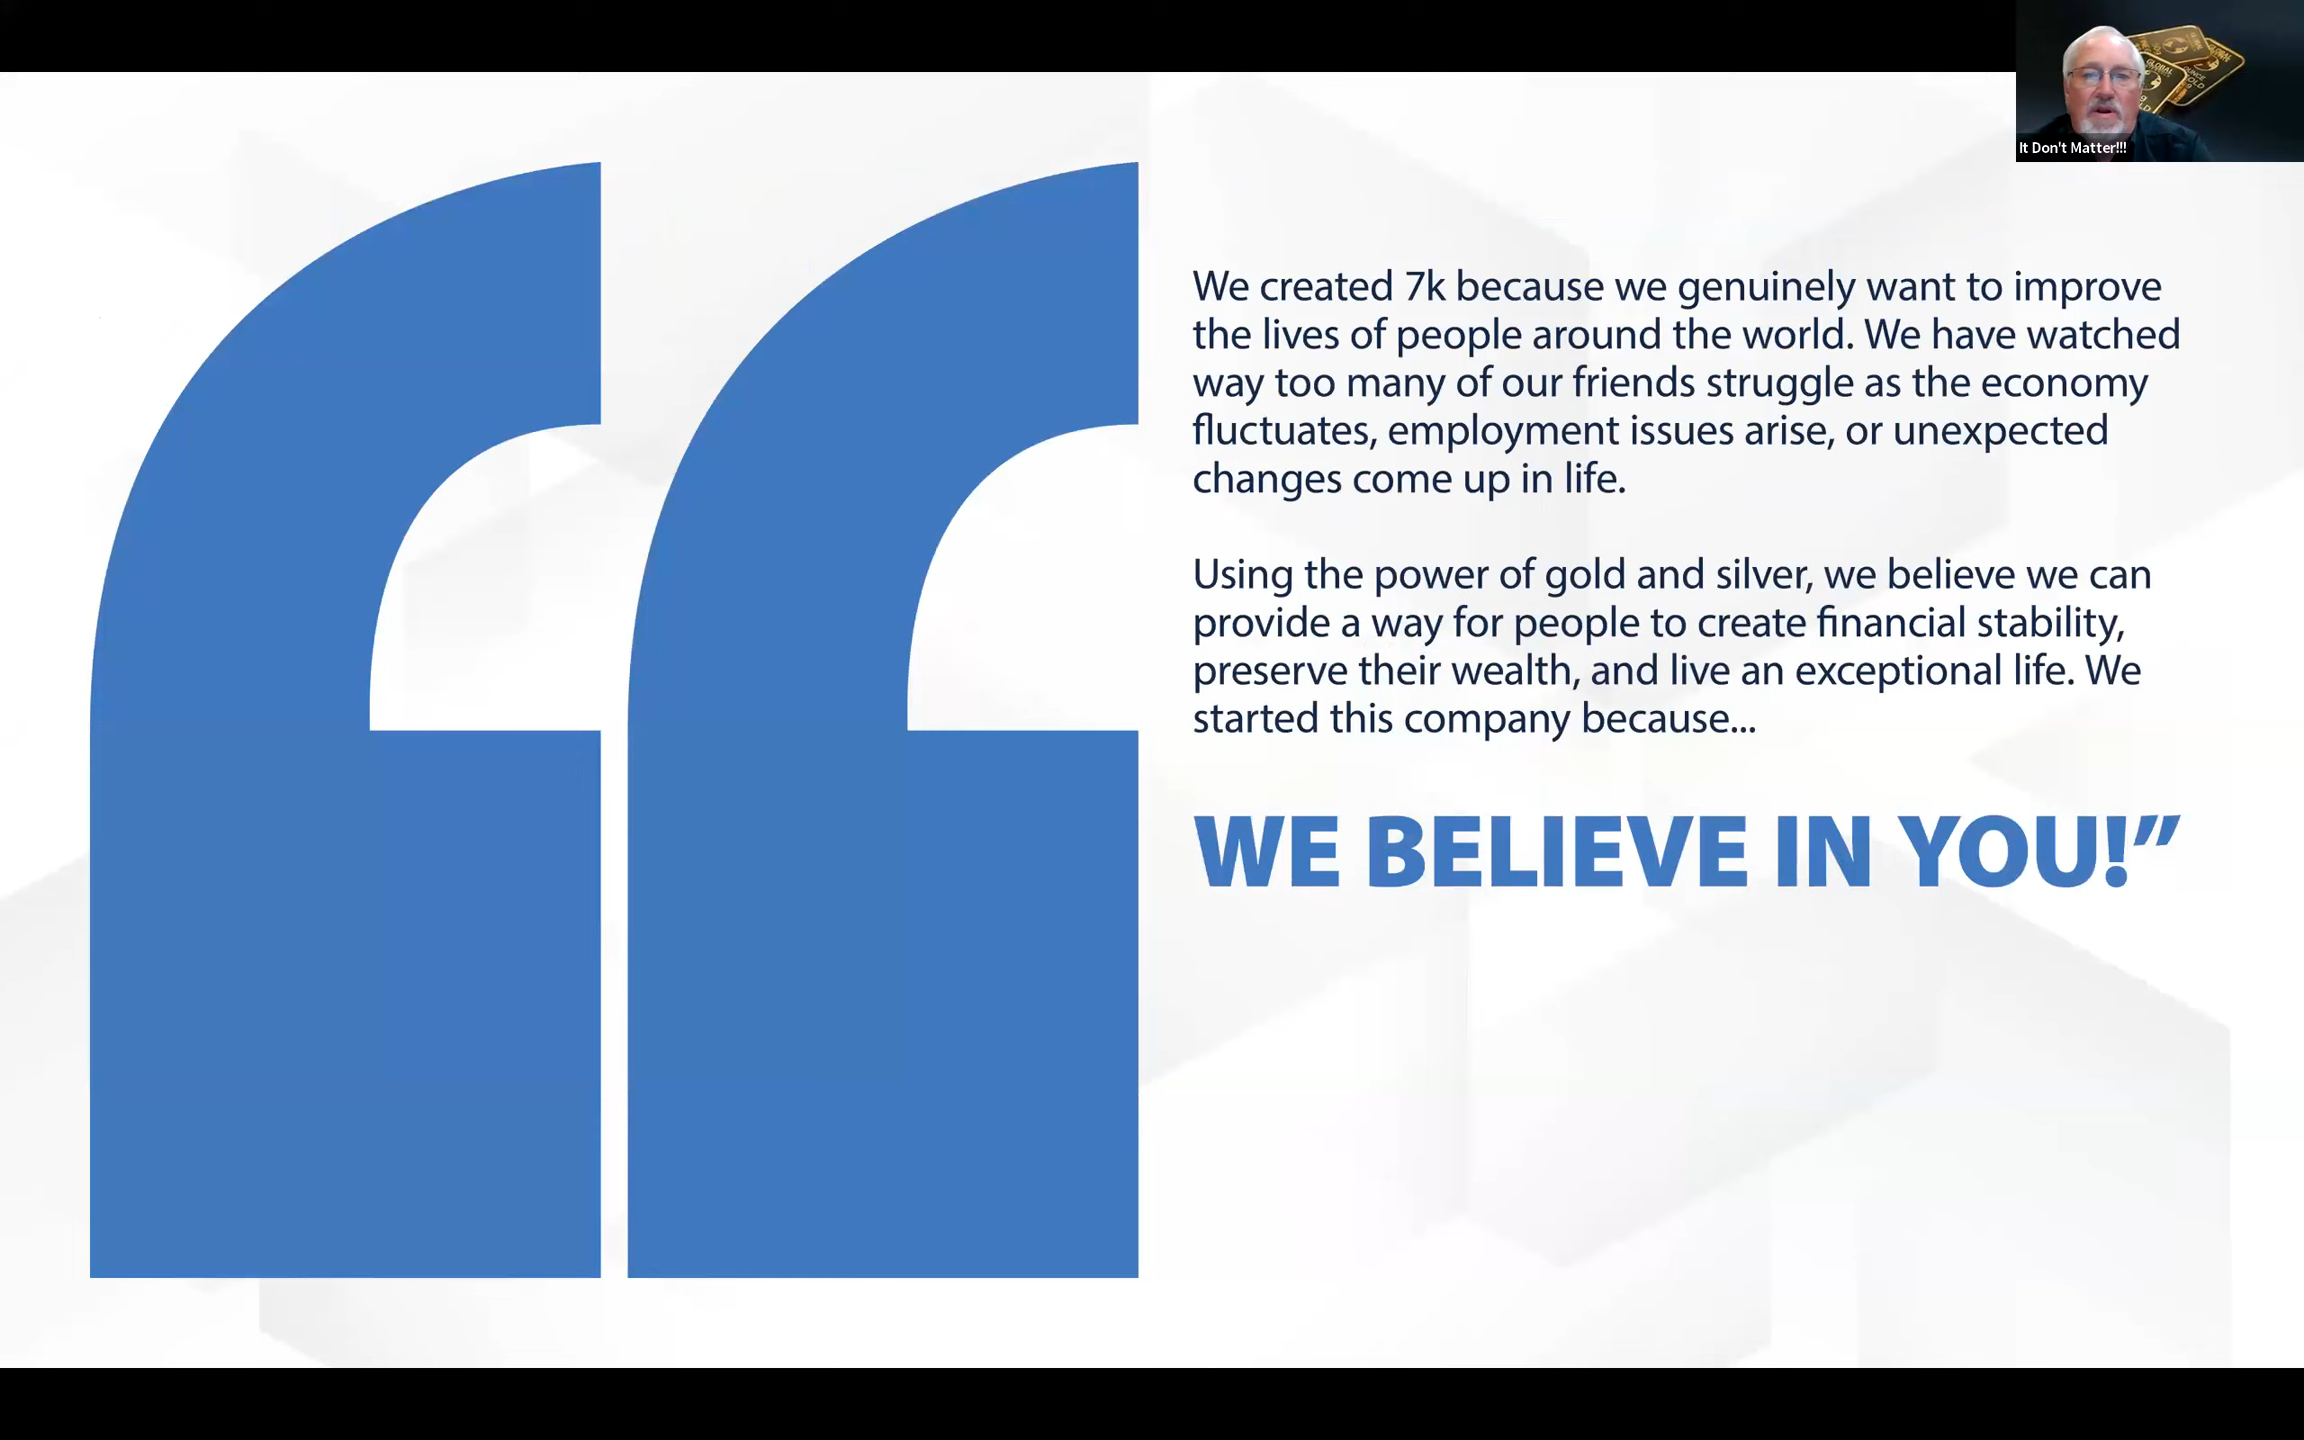 We created 7k because we genuinely want to improve
the lives of people around the world. We have watched
way too many of our friends struggle as the economy
fluctuates, employment issues arise, or unexpected
changes come up in life.
Using the power of gold and silver, we believe we can
provide a way for people to create financial stability,
preserve their wealth, and live an exceptional life. We
started this company because...
WE BELIEVE IN YOU!”
It Don't Matter!!!